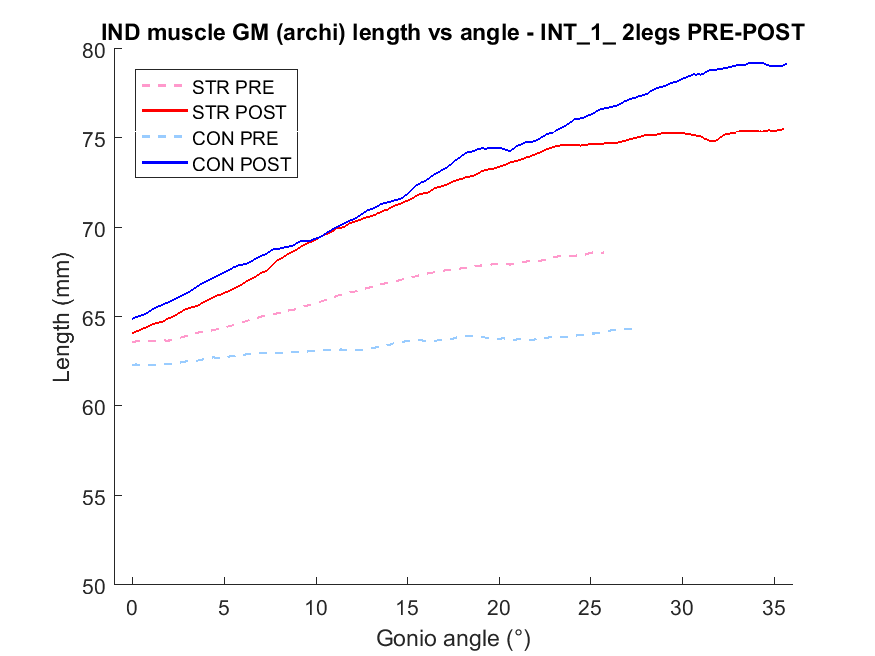 IND muscle GM (archi) length vs angle - INT_1_ 2legs PRE-POST
80
75
70
65
60
55
50
Length (mm)
STR PRE
STR POST
CON PRE
CON POST
0 5 10 15 20 25 30 35
Gonio angle (°)